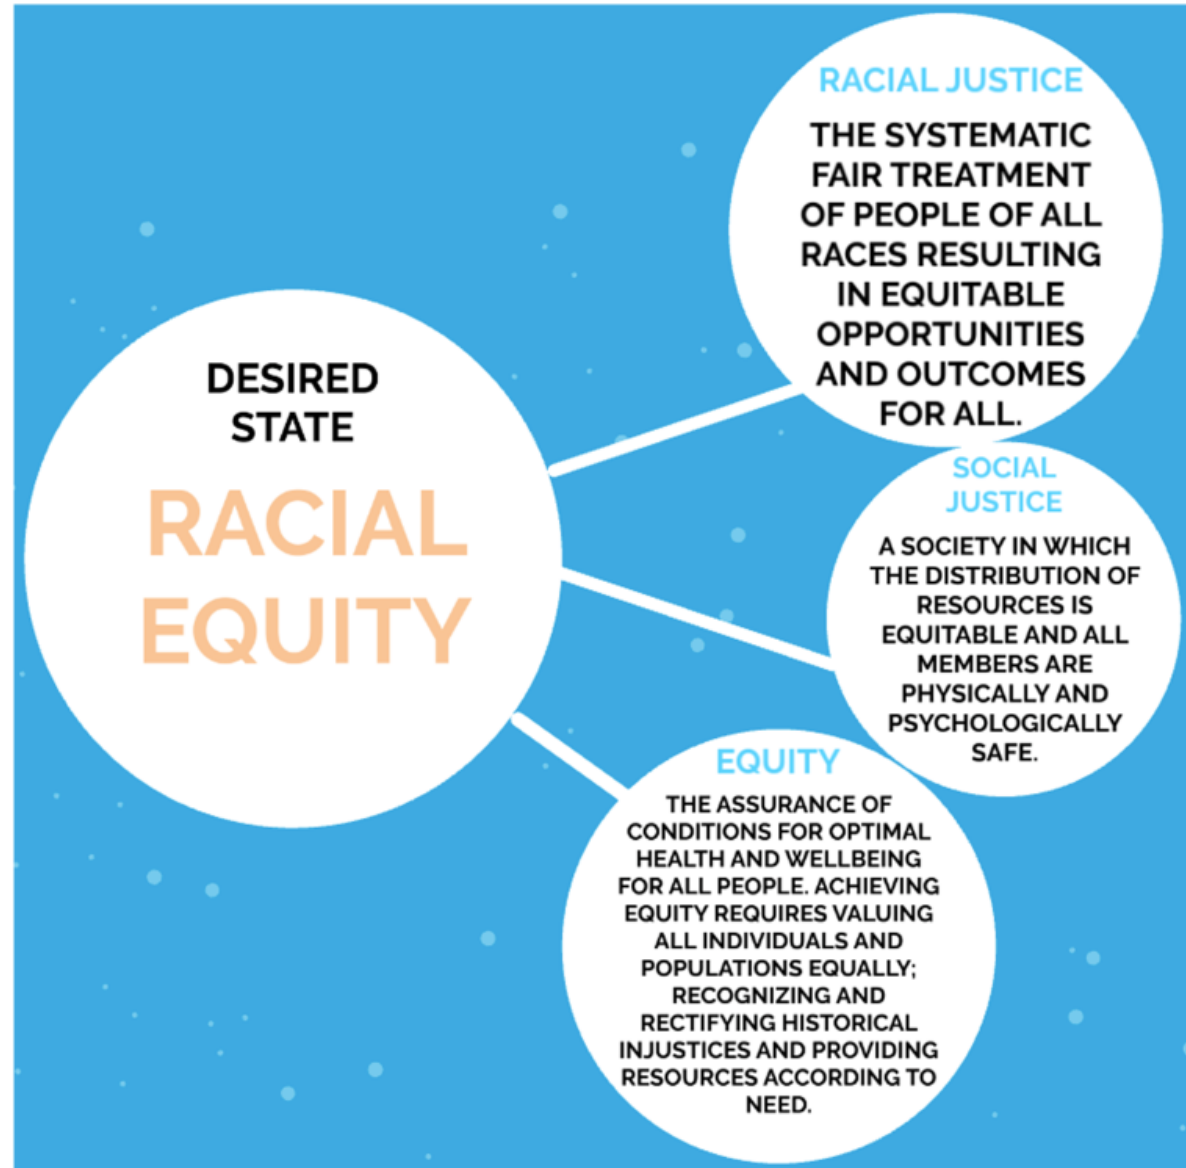 DESIRED
STATE
RACIAL
EQUITY
RACIAL JUSTICE
THE SYSTEMATIC
FAIR TREATMENT
OF PEOPLE OF ALL
RACES RESULTING
IN EQUITABLE
OPPORTUNITIES
AND OUTCOMES
FOR ALL.
SOCIAL
JUSTICE
A SOCIETY IN WHICH
THE DISTRIBUTION OF
RESOURCES IS
EQUITABLE AND ALL
MEMBERS ARE
PHYSICALLY AND
PSYCHOLOGICALLY
SAFE.
EQUITY
THE ASSURANCE OF
CONDITIONS FOR OPTIMAL
HEALTH AND WELLBEING
FOR ALL PEOPLE. ACHIEVING
EQUITY REQUIRES VALUING
ALL INDIVIDUALS AND
POPULATIONS EQUALLY;
RECOGNIZING AND
RECTIFYING HISTORICAL
INJUSTICES AND PROVIDING
RESOURCES ACCORDING TO
NEED.